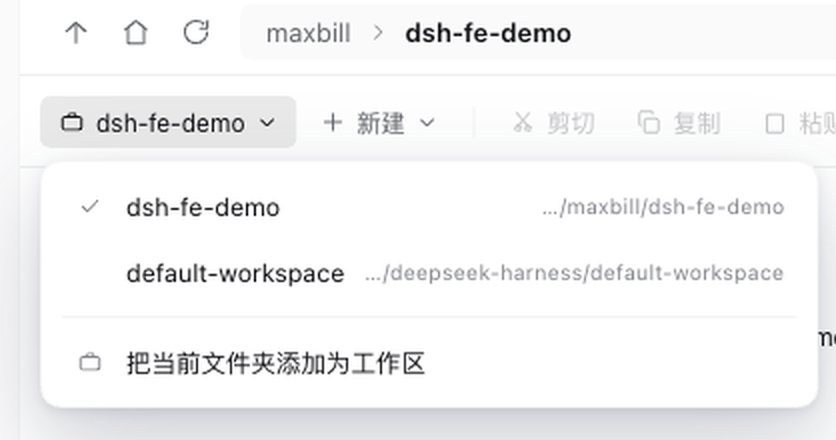 maxbill > dsh-fe-demo
dsh-fe-demo 新建 剪切 复制
dsh-fe-demo .../maxbill/dsh-fe-demo
default-workspace .../deepseek-harness/default-workspace
把当前文件夹添加为工作区